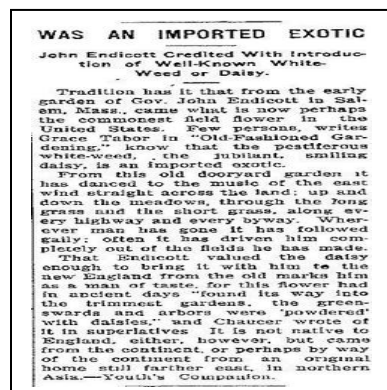 WAS AN IMPORTED EXOTIC
John Endicott Credited With Introduc-
tion of Well-Known White-
Weed or Daisy.
Tradition has it that from the early
garden of Gov. John Endicott in Sal-
em, Mass., came what is now perhaps
the commonest field flower in the
United States. Few persons, writes
Grace Tabor in "Old-Fashioned Gar-
dening," know that the pestiferous
white-weed, the jubilant, smiling
daisy, is an imported exotic.
From this old dooryard garden it
has danced to the music of the east
wind straight across the land; up and
down the meadows, through the long
grass and the short grass, along ev-
ery highway and every byway. Wher-
ever man has gone it has followed
gaily; often it has driven him com-
pletely out of the fields he has made.
That Endicott valued the daisy
enough to bring it with him to the
new England from the old marks him
as a man of taste, for this flower had
in ancient days "found its way into
the trimmest gardens, the green-
swards and arbors were 'powdered'
with daisies," and Chaucer wrote of
it in superlatives It is not native to
England, either, however, but came
from the continent, or perhaps by way
of the continent from an original
home still farther east, in northern
Asia.—Youth's Companion.